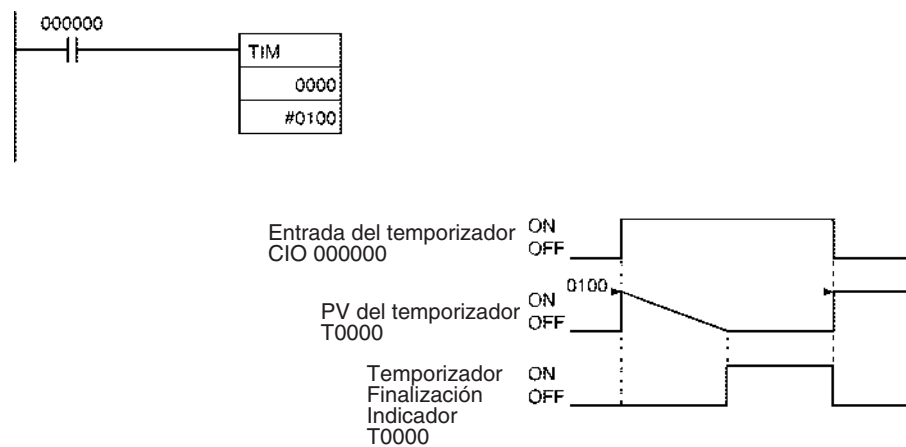 000000
TIM
0000
#0100
Entrada del temporizador
CIO 000000
ON
OFF
PV del temporizador
T0000
0100
ON
OFF
Temporizador
Finalización
Indicador
T0000
ON
OFF